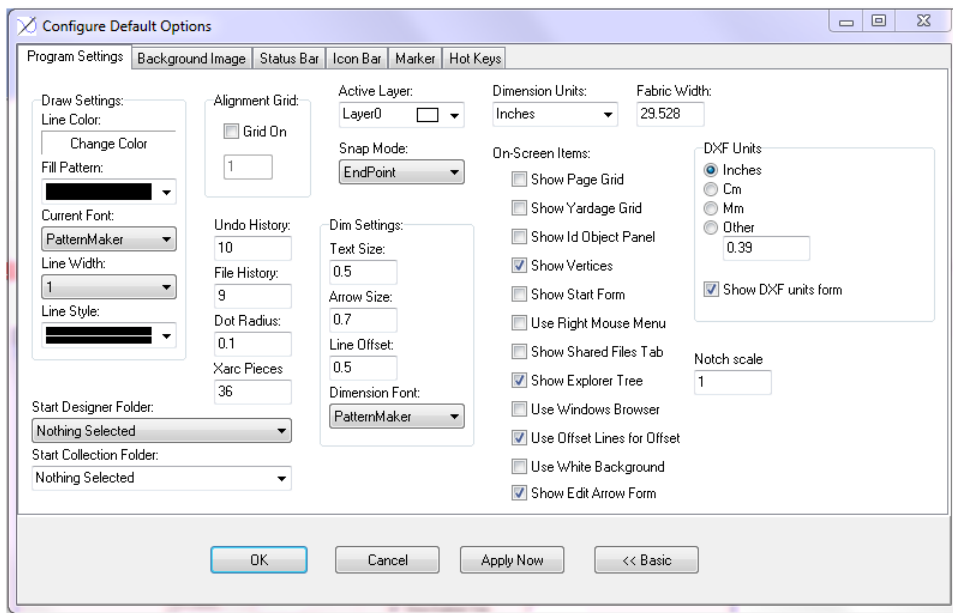 Configure Default Options
Program Settings
Background Image
Status Bar
Icon Bar
Marker
Hot Keys
Draw Settings:
Line Color:
Change Color
Fill Pattern:
Current Font:
PatternMaker
Line Width:
1
Line Style:
Alignment Grid:
Grid On
1
Active Layer:
Layer0
Snap Mode:
EndPoint
Dimension Units:
Inches
Fabric Width:
29.528
Undo History:
10
File History:
9
Dot Radius:
0.1
Xarc Pieces
36
Dim Settings:
Text Size:
0.5
Arrow Size:
0.7
Line Offset:
0.5
Dimension Font:
PatternMaker
On-Screen Items:
Show Page Grid
Show Yardage Grid
Show Id Object Panel
Show Vertices
Show Start Form
Use Right Mouse Menu
Show Shared Files Tab
Show Explorer Tree
Use Windows Browser
Use Offset Lines for Offset
Use White Background
Show Edit Arrow Form
DXF Units
Inches
Cm
Mm
Other
0.39
Show DXF units form
Notch scale
1
Start Designer Folder:
Nothing Selected
Start Collection Folder:
Nothing Selected
OK
Cancel
Apply Now
<< Basic